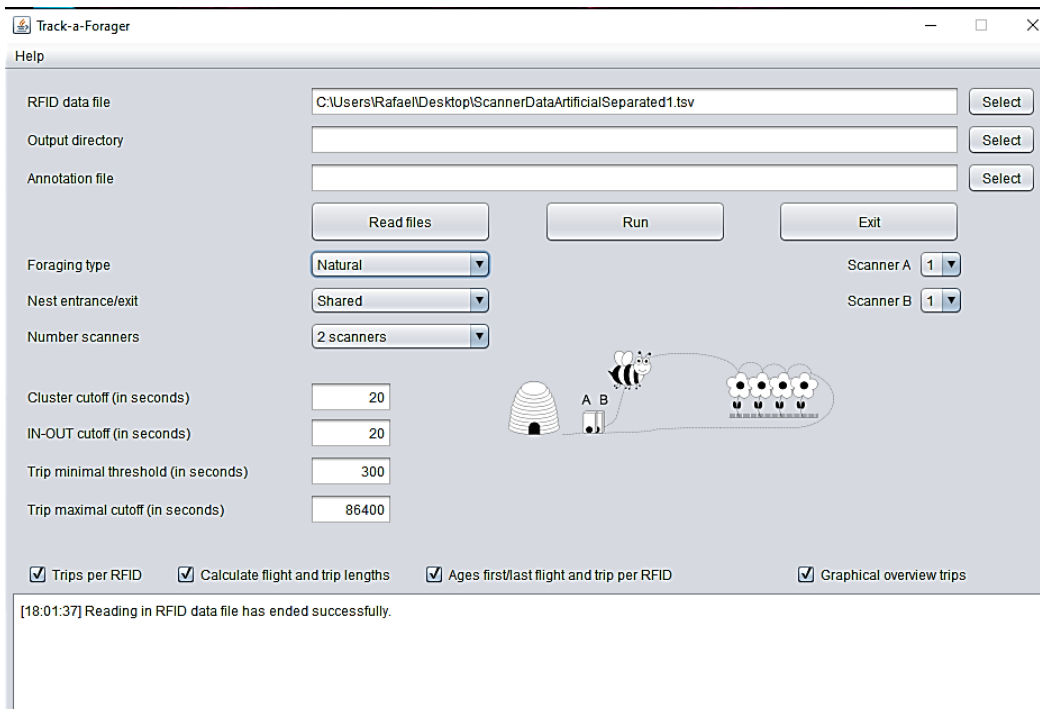 Track-a-Forager
Help
RFID data file C:\Users\Rafael\Desktop\ScannerDataArtificialSeparated1.tsv Select
Output directory Select
Annotation file Select
Read files Run Exit
Foraging type Natural Scanner A 1
Nest entrance/exit Shared Scanner B 1
Number scanners 2 scanners
A B
Cluster cutoff (in seconds) 20
IN-OUT cutoff (in seconds) 20
Trip minimal threshold (in seconds) 300
Trip maximal cutoff (in seconds) 86400
Trips per RFID Calculate flight and trip lengths Ages first/last flight and trip per RFID Graphical overview trips
[18:01:37] Reading in RFID data file has ended successfully.